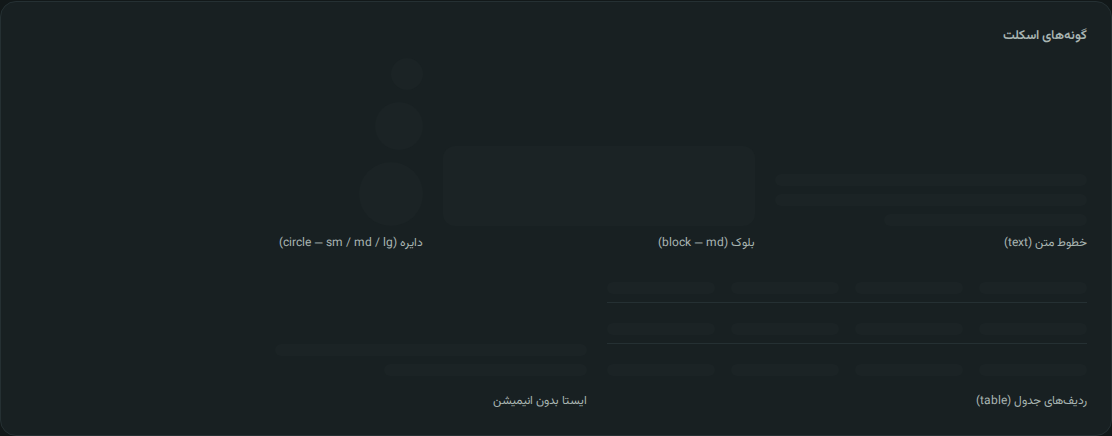 گونه‌های اسکلت
خطوط متن (text)
بلوک (block — md)
دایره (circle — sm / md / lg)
ردیف‌های جدول (table)
ایستا بدون انیمیشن